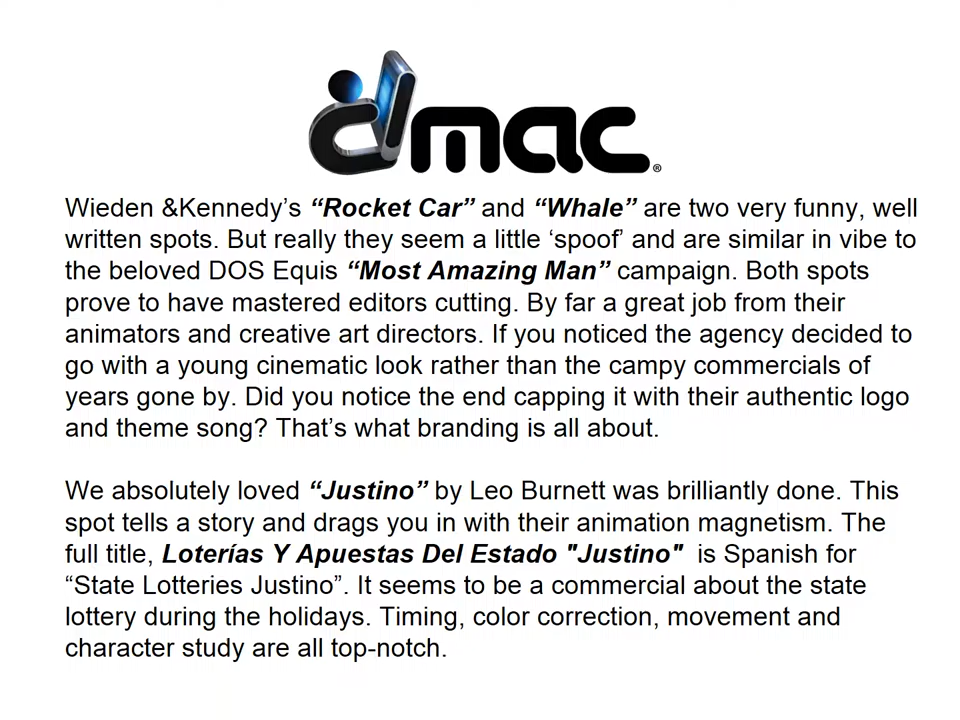 dmac®
Wieden &Kennedy’s “Rocket Car” and “Whale” are two very funny, well
written spots. But really they seem a little ‘spoof’ and are similar in vibe to
the beloved DOS Equis “Most Amazing Man” campaign. Both spots
prove to have mastered editors cutting. By far a great job from their
animators and creative art directors. If you noticed the agency decided to
go with a young cinematic look rather than the campy commercials of
years gone by. Did you notice the end capping it with their authentic logo
and theme song? That’s what branding is all about.
We absolutely loved “Justino” by Leo Burnett was brilliantly done. This
spot tells a story and drags you in with their animation magnetism. The
full title, Loterías Y Apuestas Del Estado "Justino" is Spanish for
“State Lotteries Justino”. It seems to be a commercial about the state
lottery during the holidays. Timing, color correction, movement and
character study are all top-notch.